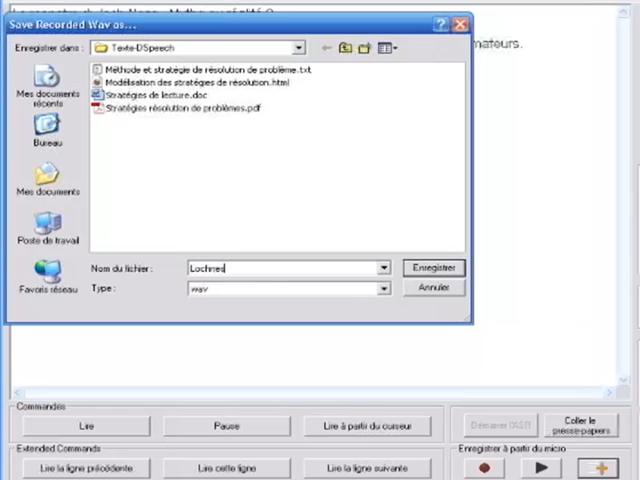 Save Recorded Wav as...
mateurs.
Enregistrer dans :
Texte-DSpeech
Mes documents récents
Bureau
Mes documents
Poste de travail
Favoris réseau
Méthode et stratégie de résolution de problème.txt
Modélisation des stratégies de résolution.html
Stratégies de lecture.doc
Stratégies résolution de problèmes.pdf
Nom du fichier :
Lochnes
Enregistrer
Type :
wav
Annuler
Commandes
Lire
Pause
Lire à partir du curseur
Démarrer l'ASR
Coller le presse-papiers
Extended Commands
Lire la ligne précédente
Lire cette ligne
Lire la ligne suivante
Enregistrer à partir du micro